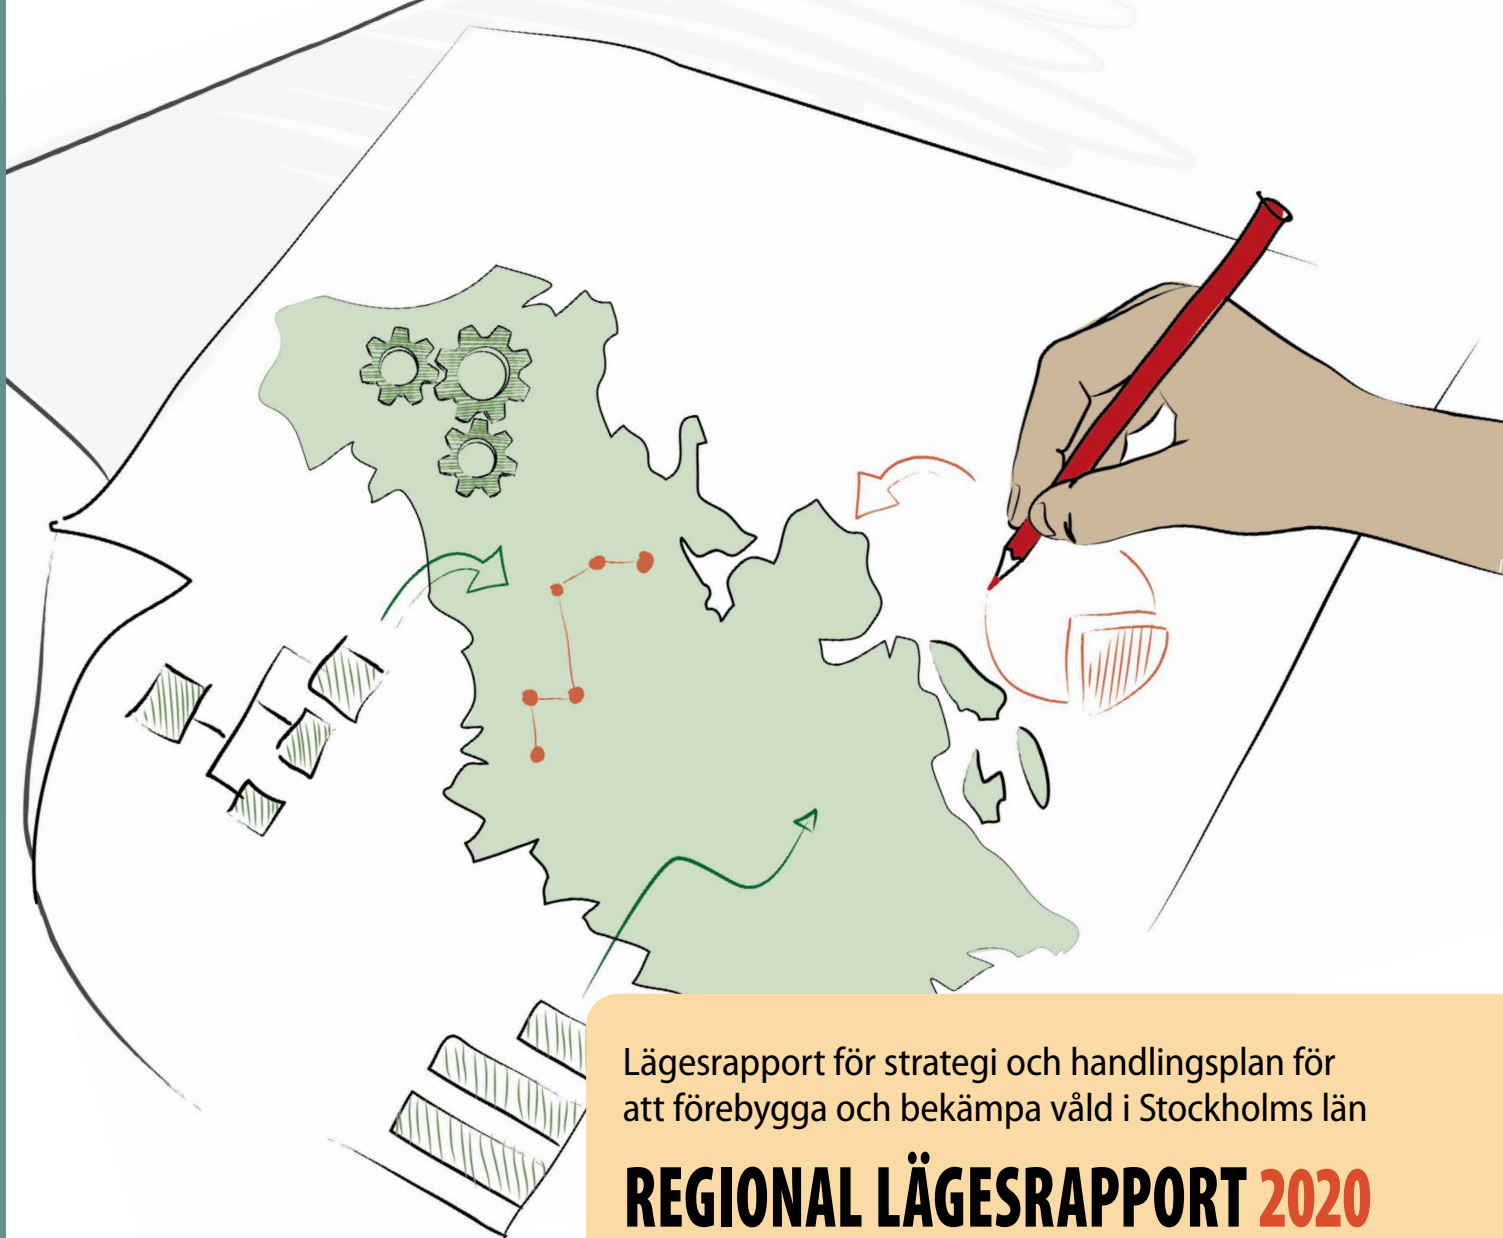 Lägesrapport för strategi och handlingsplan för
att förebygga och bekämpa våld i Stockholms län
REGIONAL LÄGESRAPPORT 2020